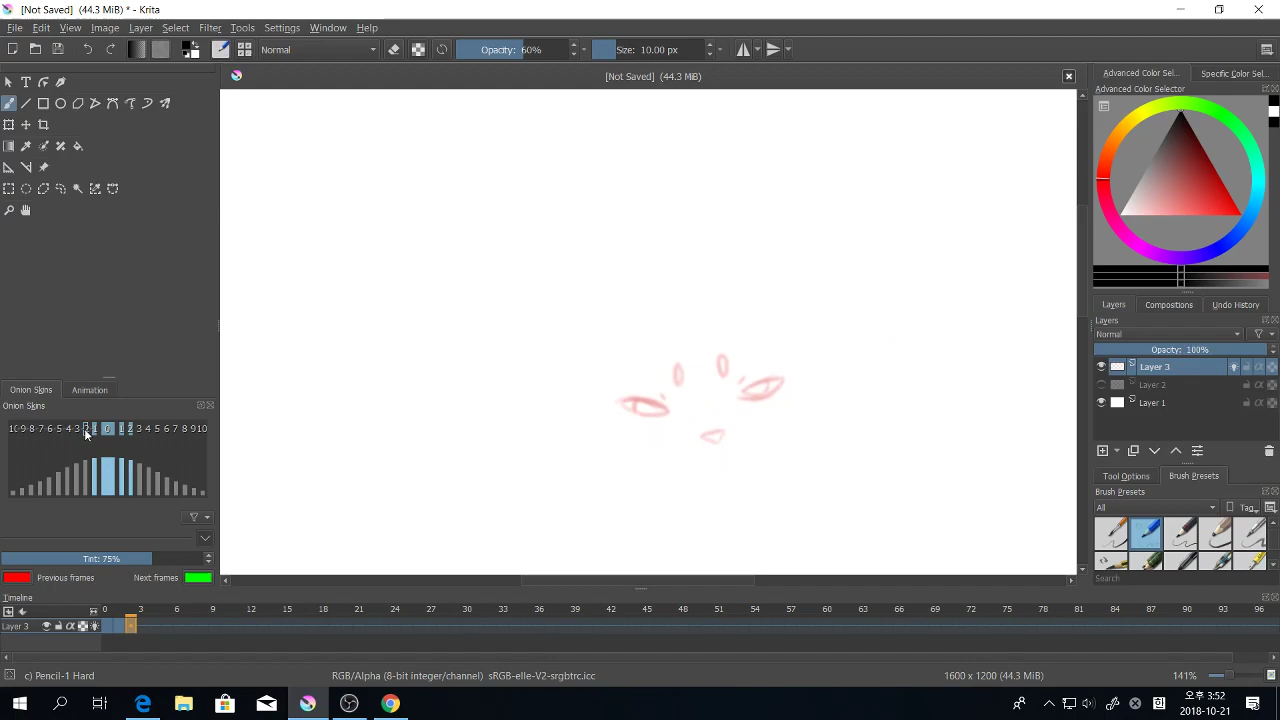 [Not Saved]  (44.3 MiB) * - Krita
File Edit View Image Layer Select Filter Tools Settings Window Help
Normal
Opacity: 60%
Size: 10.00 px
[Not Saved]  (44.3 MiB)
Advanced Color Sel... Specific Color Sel...
Advanced Color Selector
Layers Compositions Undo History
Layers
Normal
Opacity:  100%
Layer 3
Layer 2
Layer 1
Onion Skins Animation
Onion Skins
10-9-8-7-6-5-4-3 2 1 0 1 2 3 4 5 6 7 8 9 10
Tool Options Brush Presets
Brush Presets
All Tag
Search
Tint: 75%
Previous frames Next frames
Timeline
0 3 6 9 12 15 18 21 24 27 30 33 36 39 42 45 48 51 54 57 60 63 66 69 72 75 78 81 84 87 90 93 96
Layer 3
c) Pencil-1 Hard RGB/Alpha (8-bit integer/channel)  sRGB-elle-V2-srgbtrc.icc 1600 x 1200 (44.3 MiB) 141%
오후 3:52
2018-10-21